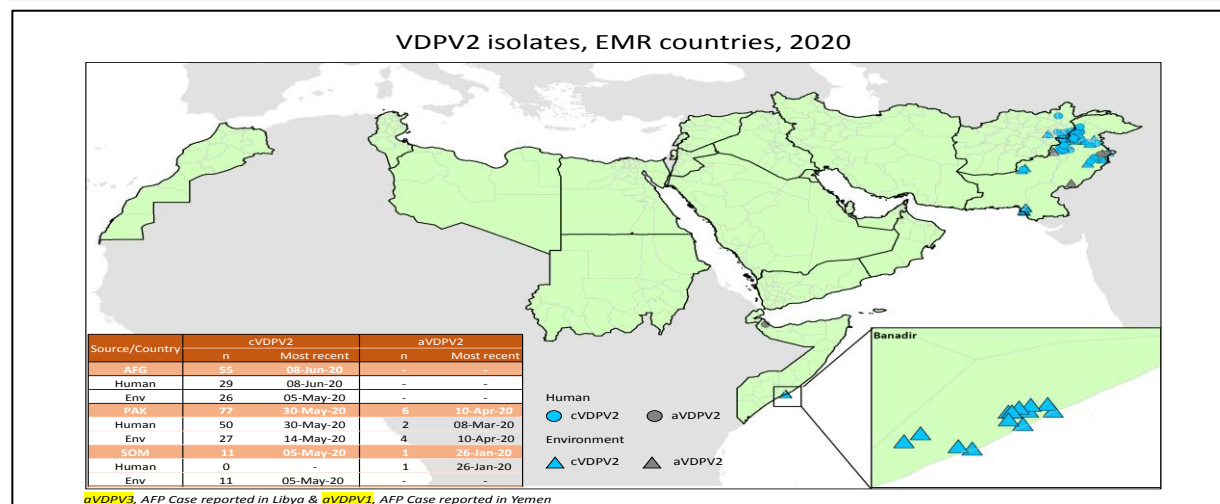 VDPV2 isolates, EMR countries, 2020
Source/Country cVDPV2 aVDPV2
n Most recent n Most recent
AFG 55 08-Jun-20 - -
Human 29 08-Jun-20 - -
Env 26 05-May-20 - -
PAK 77 30-May-20 6 10-Apr-20
Human 50 30-May-20 2 08-Mar-20
Env 27 14-May-20 4 10-Apr-20
SOM 11 05-May-20 1 26-Jan-20
Human 0 - 1 26-Jan-20
Env 11 05-May-20 - -
Human
cVDPV2 aVDPV2
Environment
cVDPV2 aVDPV2
Banadir
aVDPV3, AFP Case reported in Libya & aVDPV1, AFP Case reported in Yemen